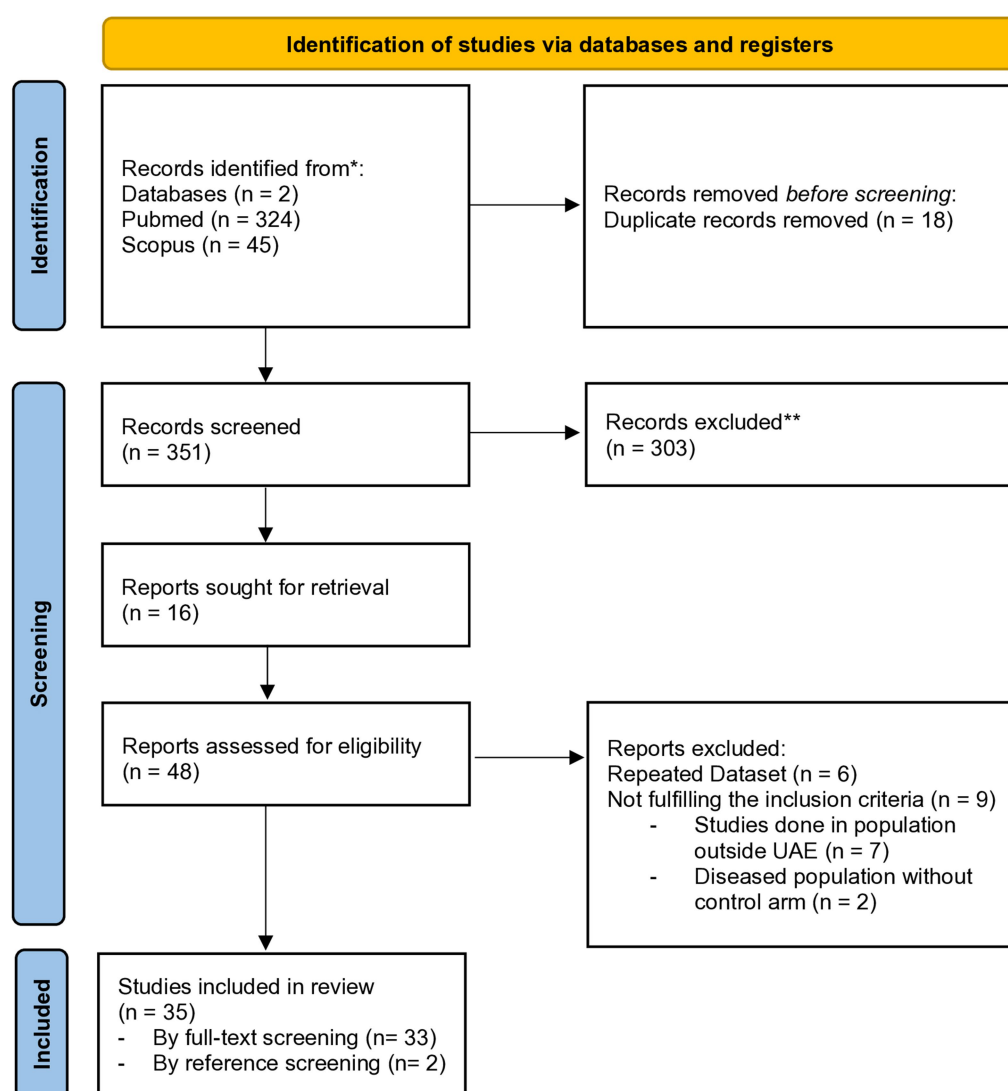 Identification of studies via databases and registers
Identification
Records identified from*:
Databases (n = 2)
Pubmed (n = 324)
Scopus (n = 45)
Records removed before screening:
Duplicate records removed (n = 18)
Screening
Records screened
(n = 351)
Records excluded**
(n = 303)
Reports sought for retrieval
(n = 16)
Reports assessed for eligibility
(n = 48)
Reports excluded:
Repeated Dataset (n = 6)
Not fulfilling the inclusion criteria (n = 9)
- Studies done in population
outside UAE (n = 7)
- Diseased population without
control arm (n = 2)
Included
Studies included in review
(n = 35)
- By full-text screening (n= 33)
- By reference screening (n= 2)